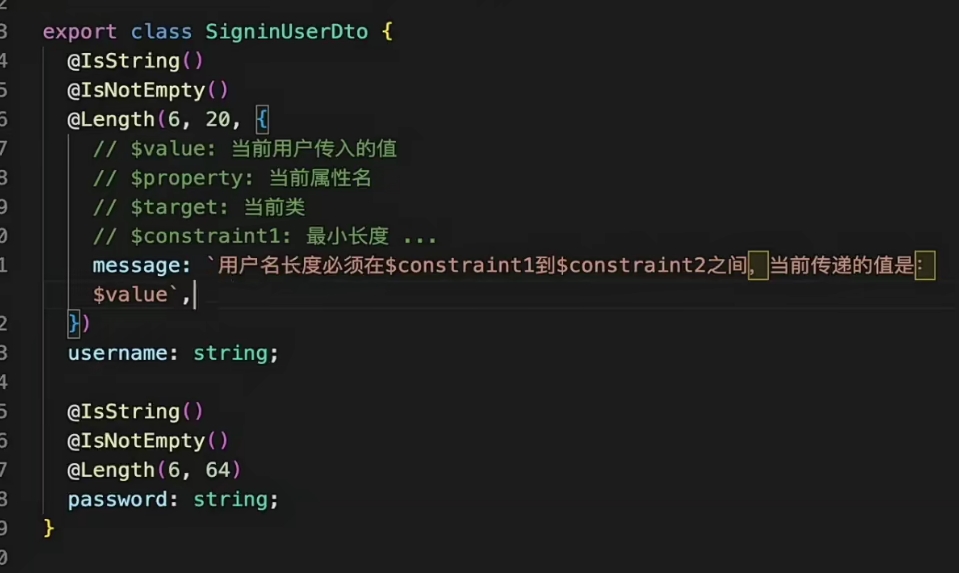 3 export class SigninUserDto {
4 @IsString()
5 @IsNotEmpty()
6 @Length(6, 20, {
7 // $value: 当前用户传入的值
8 // $property: 当前属性名
9 // $target: 当前类
0 // $constraint1: 最小长度 ...
1 message: `用户名长度必须在$constraint1到$constraint2之间，当前传递的值是：
$value`,
2 })
3 username: string;
4
5 @IsString()
6 @IsNotEmpty()
7 @Length(6, 64)
8 password: string;
9 }
0